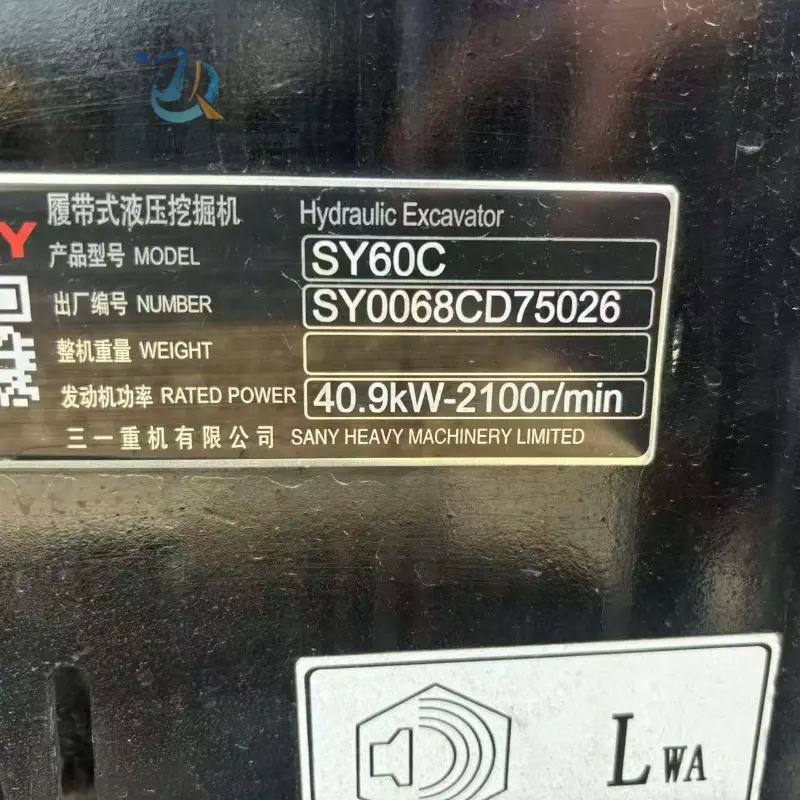 履带式液压挖掘机 Hydraulic Excavator
Y
产品型号 MODEL SY60C
出厂编号 NUMBER SY0068CD75026
整机重量 WEIGHT
发动机功率 RATED POWER 40.9kW-2100r/min
三一重机有限公司 SANY HEAVY MACHINERY LIMITED
LWA